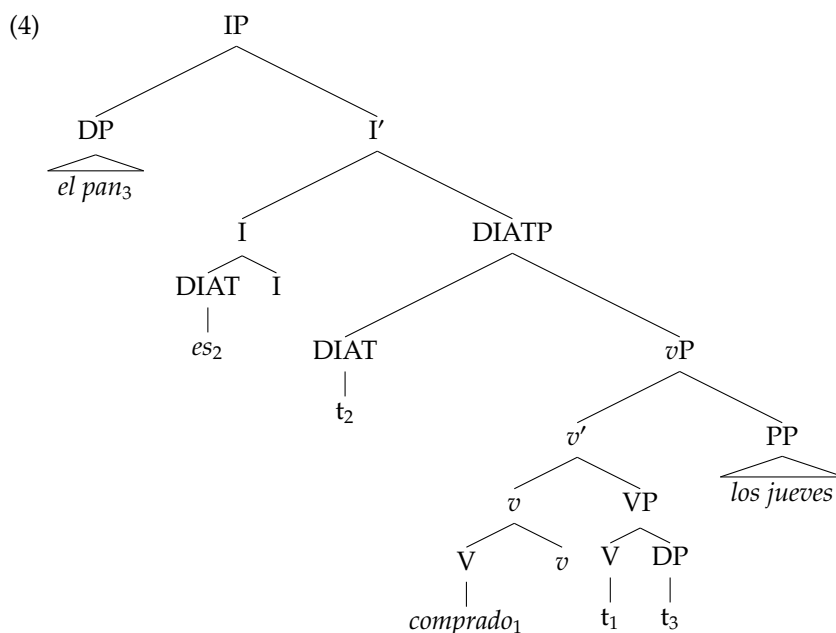 (4) IP
DP I′
el pan₃
I DIATP
DIAT I
es₂
DIAT vP
t₂
v′ PP
los jueves
v VP
V v V DP
comprado₁ t₁ t₃